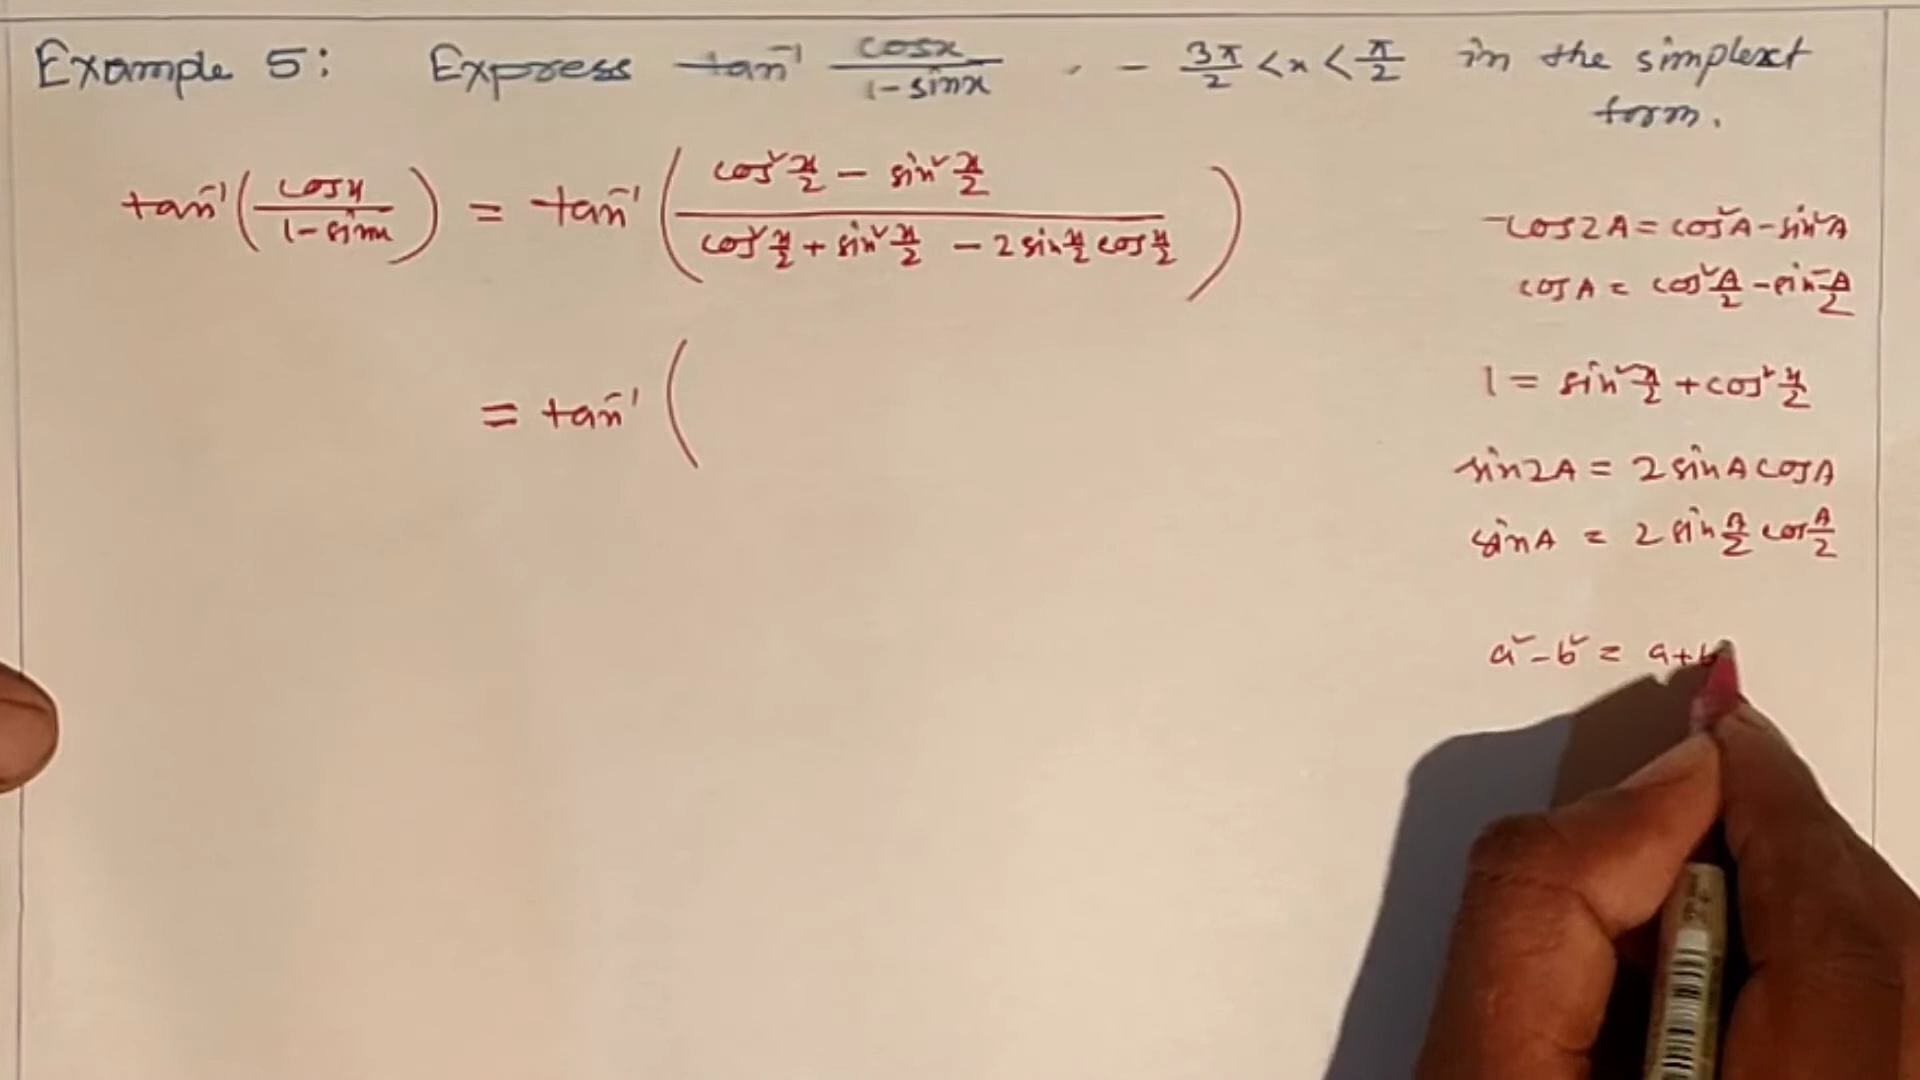 Example 5: Express tan⁻¹ cosx/1-sinx , - 3π/2 < x < π/2 in the simplext
form.
tan⁻¹(cosx/1-sinx) = tan⁻¹(cos²x/2 - sin²x/2 / cos²x/2 + sin²x/2 - 2sinx/2 cosx/2)
= tan⁻¹(
cos2A = cos²A - sin²A
cosA = cos²A/2 - sin²A/2
1 = sin²x/2 + cos²x/2
sin2A = 2sinA cosA
sinA = 2sinA/2 cosA/2
a² - b² = a+b